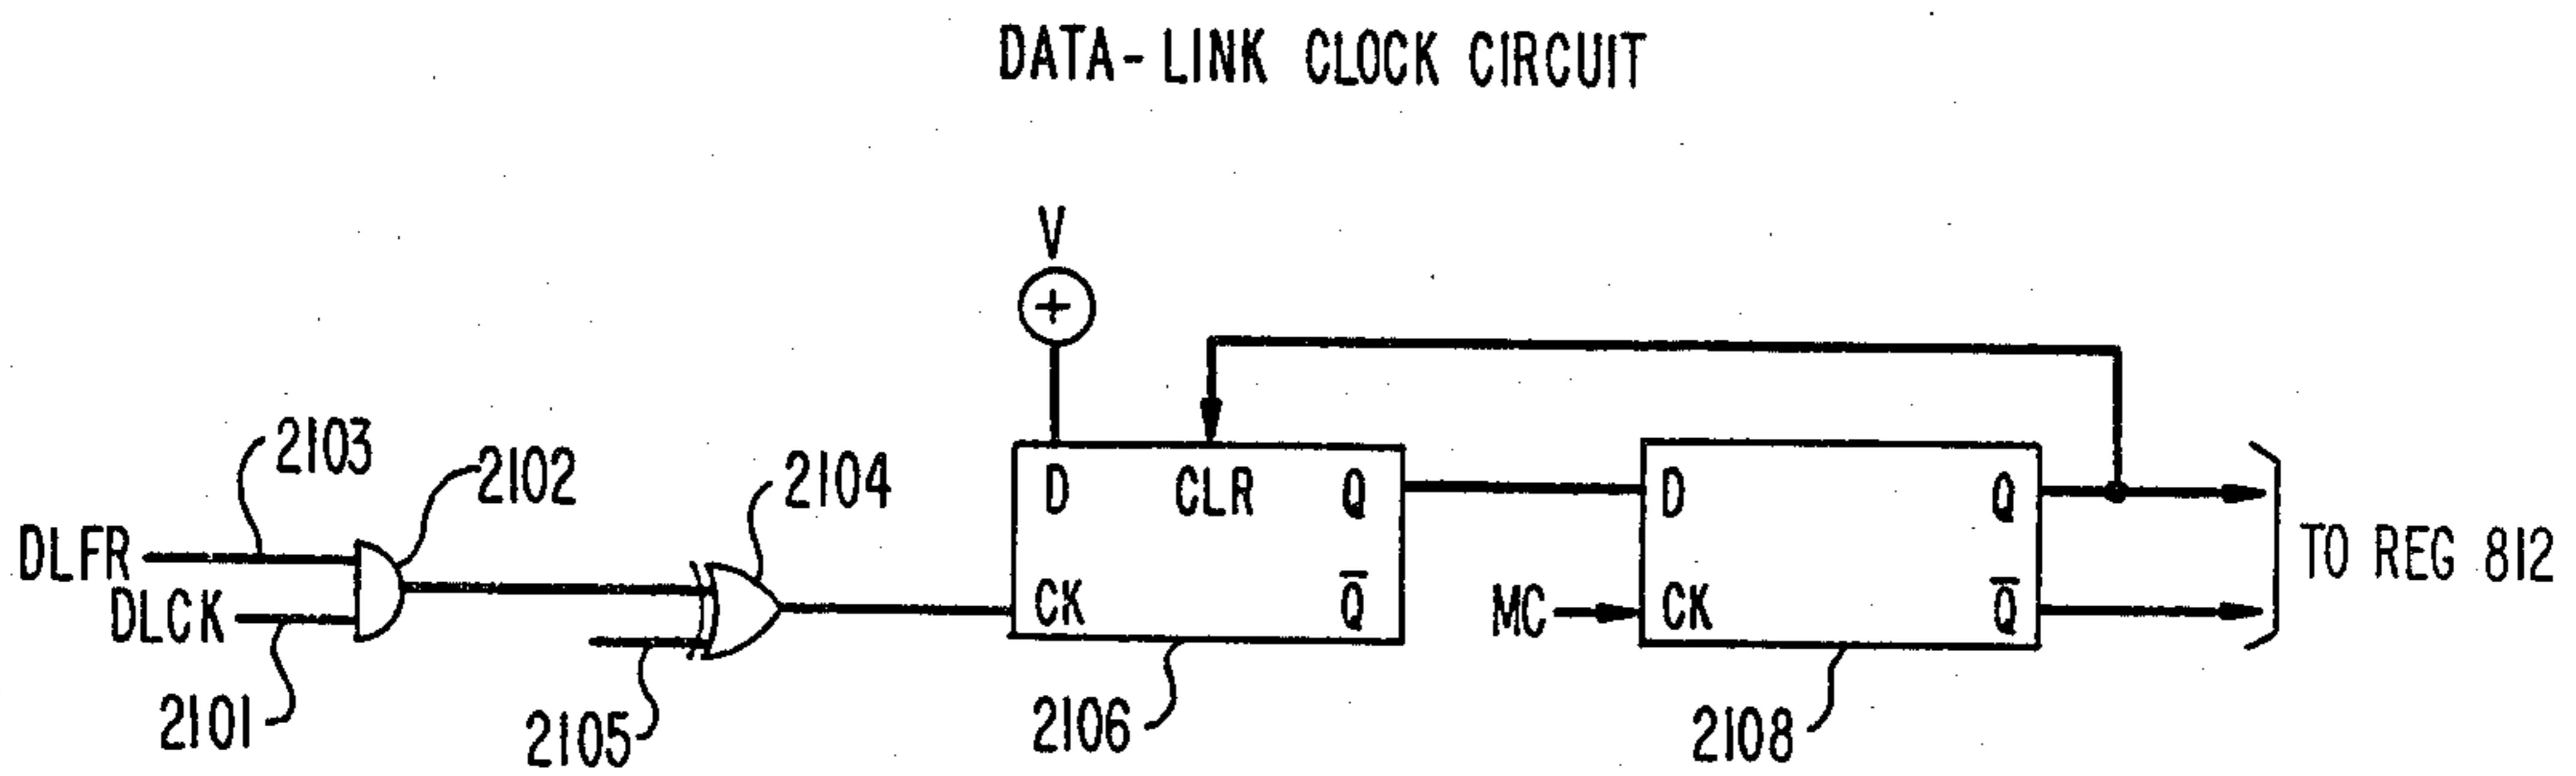 DATA-LINK CLOCK CIRCUIT
V
+
2103
2102
2104
DLFR
DLCK
2101
2105
D CLR Q
CK Q̅
2106
MC
D Q
CK Q̅
2108
TO REG 812